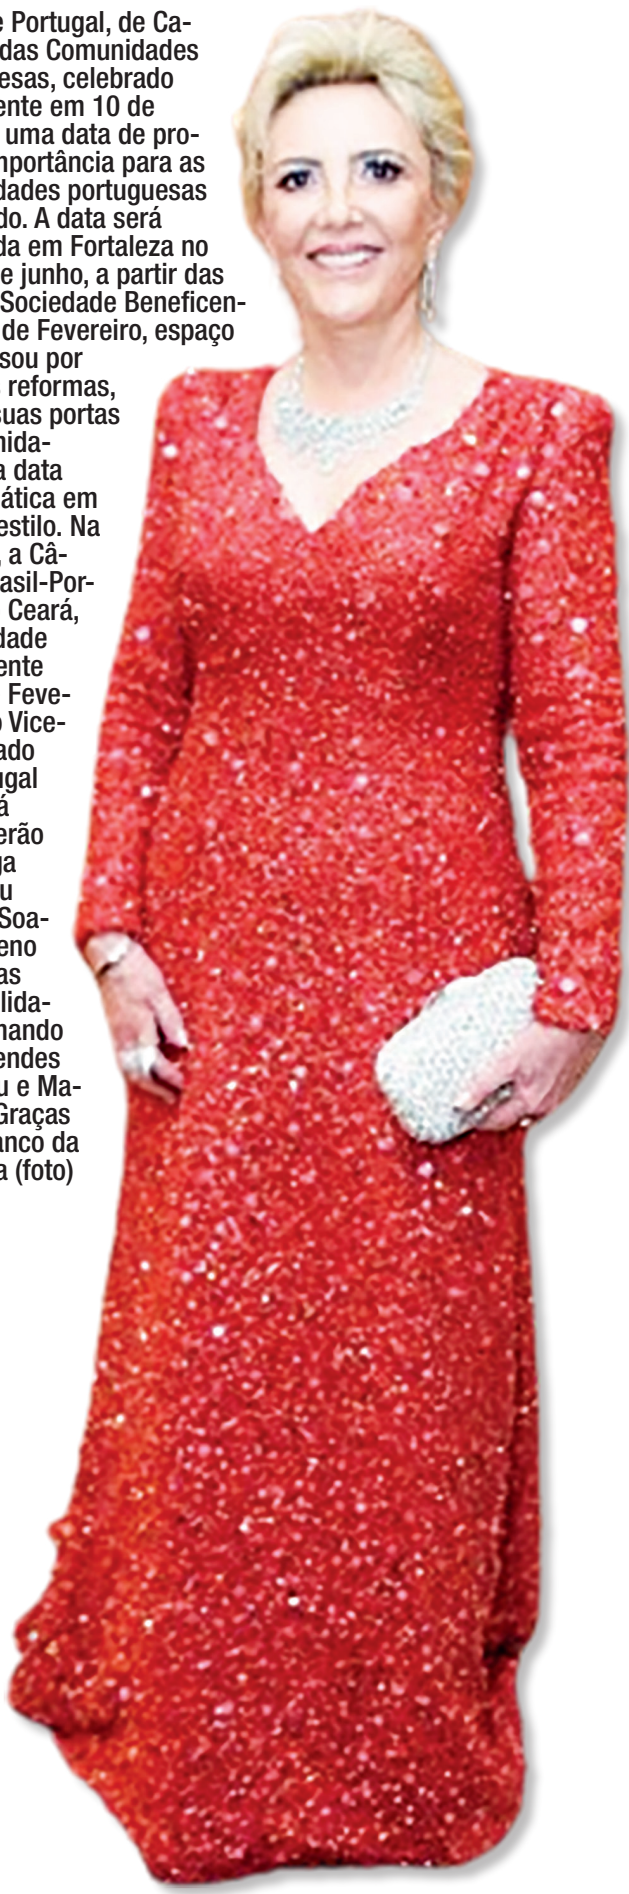 e Portugal, de Ca-
das Comunidades
esas, celebrado
ente em 10 de
uma data de pro-
mportância para as
dades portuguesas
do. A data será
da em Fortaleza no
e junho, a partir das
Sociedade Beneficen-
de Fevereiro, espaço
sou por
reformas,
suas portas
nida-
a data
ática em
estilo. Na
, a Câ-
asil-Por-
Ceará,
dade
ente
Feve-
o Vice-
ado
ugal
á
erão
ga
u
Soa-
eno
as
lida-
nando
endes
u e Ma-
Graças
anco da
a (foto)